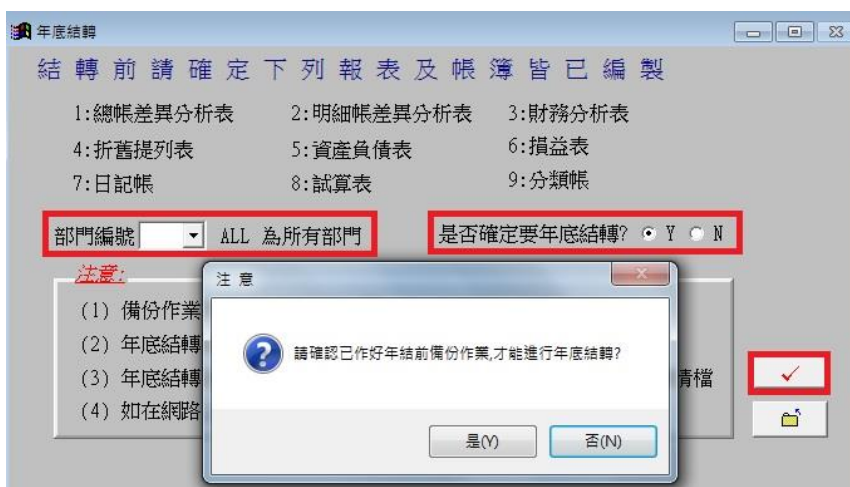 年底結轉
結轉前請確定下列報表及帳簿皆已編製
1:總帳差異分析表 2:明細帳差異分析表 3:財務分析表
4:折舊提列表 5:資產負債表 6:損益表
7:日記帳 8:試算表 9:分類帳
部門編號 ALL 為所有部門 是否確定要年底結轉? Y N
注意:
(1) 備份作業
(2) 年底結轉
(3) 年底結轉 情檔
(4) 如在網路
注 意
請確認已作好年結前備份作業,才能進行年底結轉?
是(Y) 否(N)